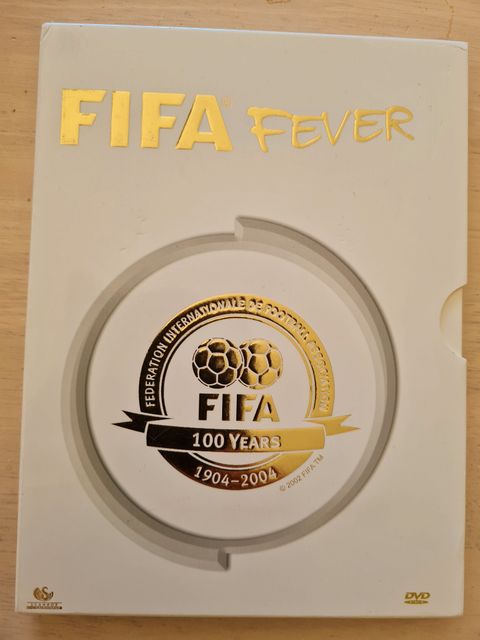 FIFA® FEVER
FEDERATION INTERNATIONALE DE FOOTBALL ASSOCIATION
FIFA
100 YEARS
1904-2004
© 2002 FIFA TM
DVD